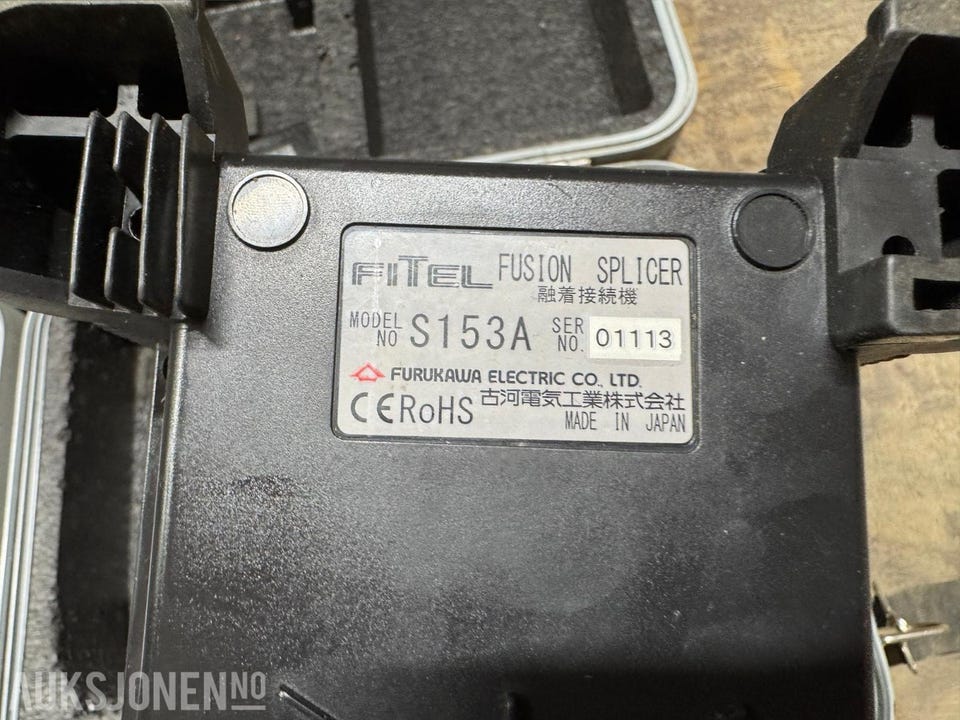 FITEL FUSION SPLICER
融着接続機
MODEL NO S153A SER NO. 01113
FURUKAWA ELECTRIC CO., LTD.
古河電気工業株式会社
CE RoHS
MADE IN JAPAN
AUKSJONEN NO